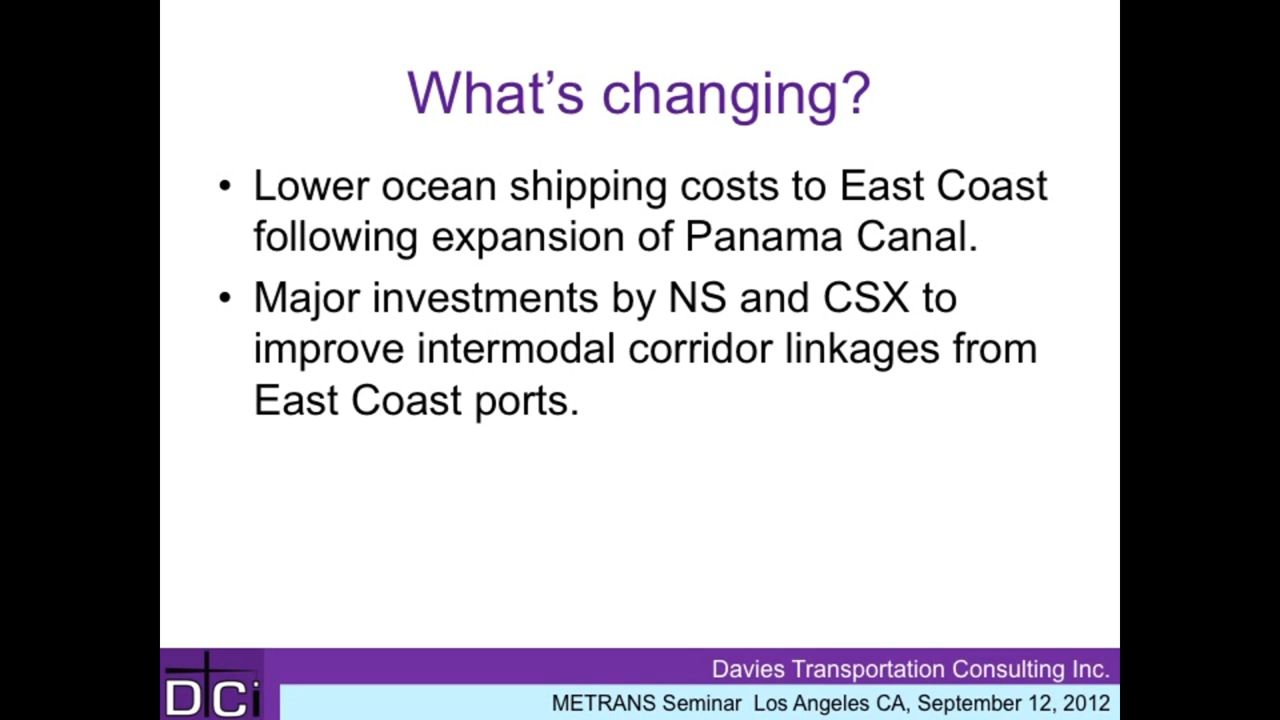 What's changing?
• Lower ocean shipping costs to East Coast
following expansion of Panama Canal.
• Major investments by NS and CSX to
improve intermodal corridor linkages from
East Coast ports.
Davies Transportation Consulting Inc.
DTCi
METRANS Seminar  Los Angeles CA, September 12, 2012